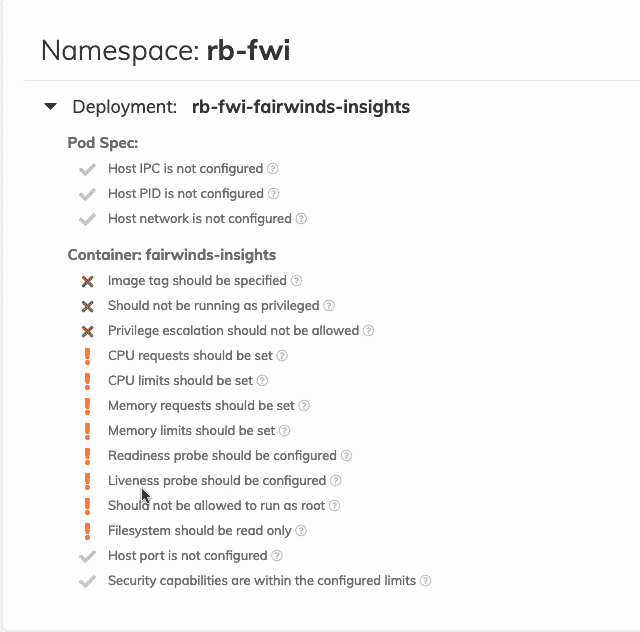 Namespace: rb-fwi
Deployment: rb-fwi-fairwinds-insights
Pod Spec:
Host IPC is not configured ?
Host PID is not configured ?
Host network is not configured ?
Container: fairwinds-insights
Image tag should be specified ?
Should not be running as privileged ?
Privilege escalation should not be allowed ?
! CPU requests should be set ?
! CPU limits should be set ?
! Memory requests should be set ?
! Memory limits should be set ?
! Readiness probe should be configured ?
! Liveness probe should be configured ?
! Should not be allowed to run as root ?
! Filesystem should be read only ?
Host port is not configured ?
Security capabilities are within the configured limits ?